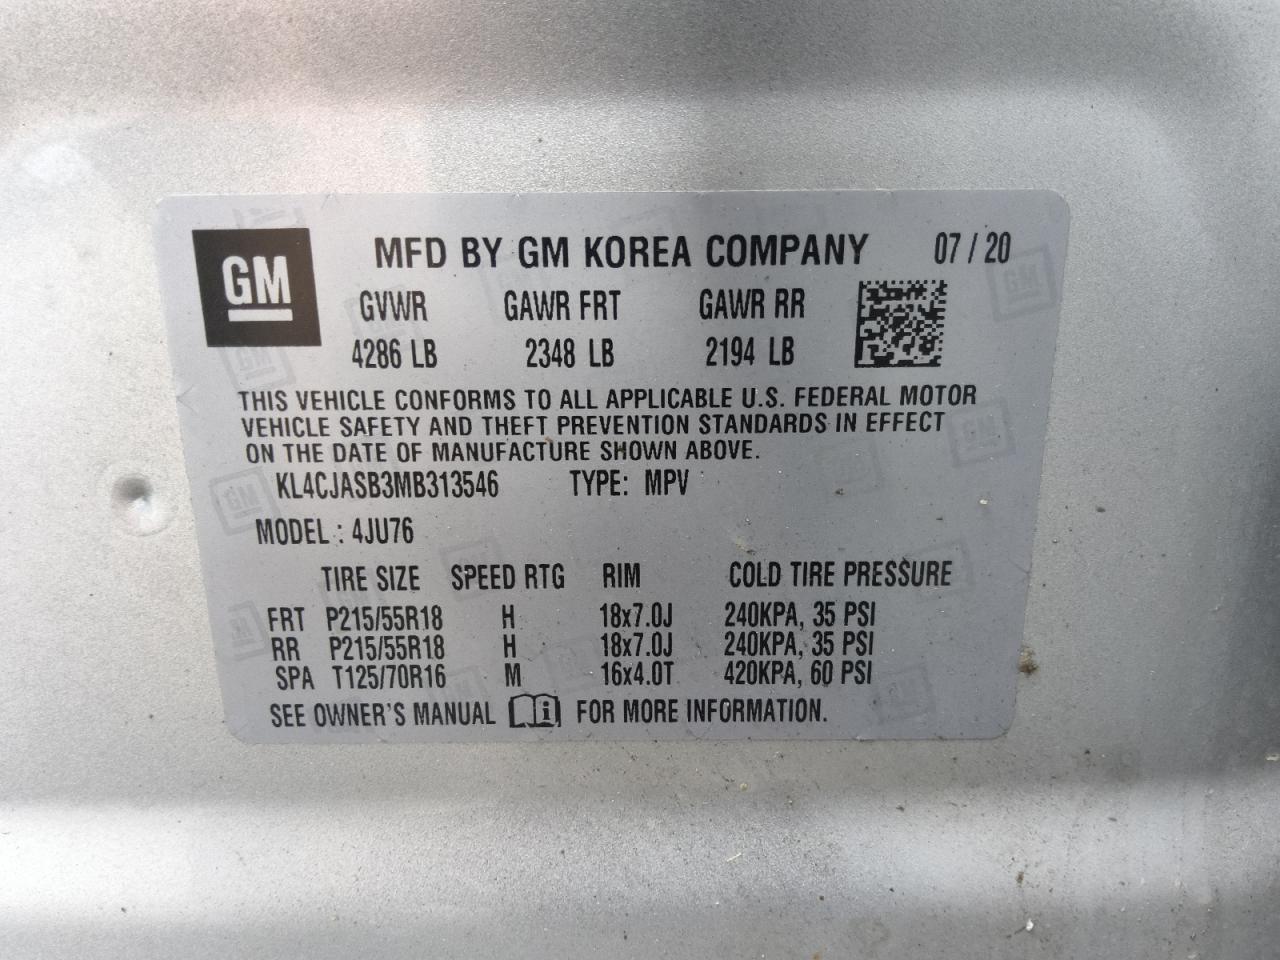 GM MFD BY GM KOREA COMPANY 07 / 20
GVWR GAWR FRT GAWR RR
4286 LB 2348 LB 2194 LB
THIS VEHICLE CONFORMS TO ALL APPLICABLE U.S. FEDERAL MOTOR
VEHICLE SAFETY AND THEFT PREVENTION STANDARDS IN EFFECT
ON THE DATE OF MANUFACTURE SHOWN ABOVE.
KL4CJASB3MB313546 TYPE: MPV
MODEL : 4JU76
TIRE SIZE SPEED RTG RIM COLD TIRE PRESSURE
FRT P215/55R18 H 18x7.0J 240KPA, 35 PSI
RR P215/55R18 H 18x7.0J 240KPA, 35 PSI
SPA T125/70R16 M 16x4.0T 420KPA, 60 PSI
SEE OWNER'S MANUAL i FOR MORE INFORMATION.